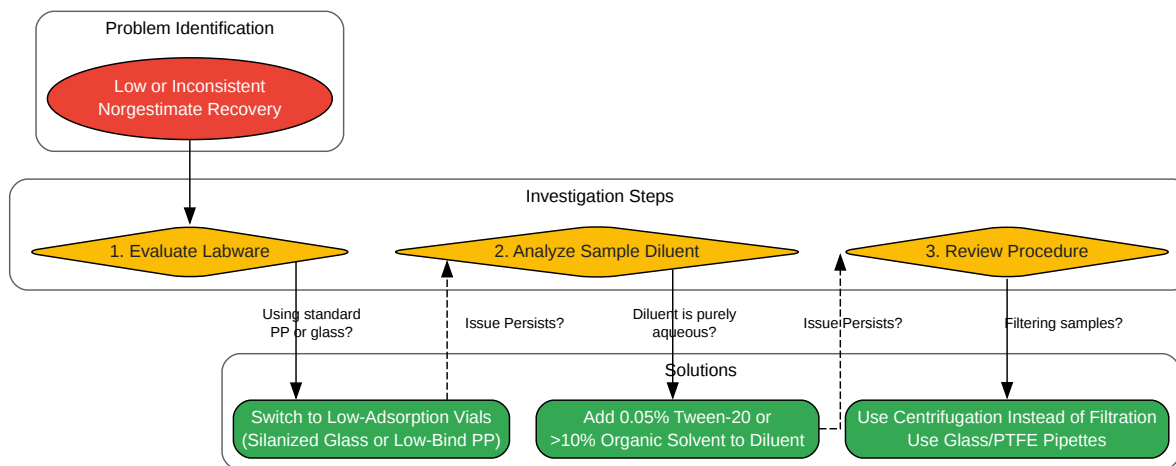 Problem Identification
Low or Inconsistent
Norgestimate Recovery
Investigation Steps
1. Evaluate Labware
2. Analyze Sample Diluent
3. Review Procedure
Using standard
PP or glass?
Issue Persists?
Diluent is purely
aqueous?
Issue Persists?
Filtering samples?
Solutions
Switch to Low-Adsorption Vials
(Silanized Glass or Low-Bind PP)
Add 0.05% Tween-20 or
>10% Organic Solvent to Diluent
Use Centrifugation Instead of Filtration
Use Glass/PTFE Pipettes